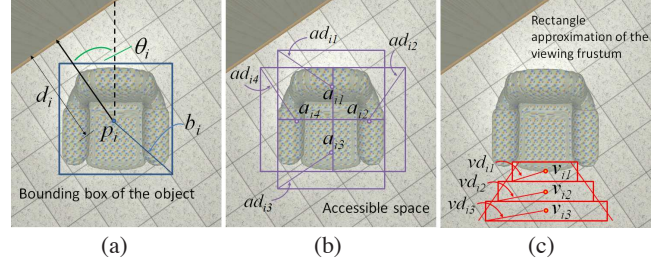 θi
di
pi
bi
Bounding box of the object
(a)
adi1
adi2
adi4
ai1
ai4
ai2
ai3
adi3
Accessible space
(b)
Rectangle
approximation of the
viewing frustum
vdi1
vi1
vdi2
vi2
vdi3
vi3
(c)